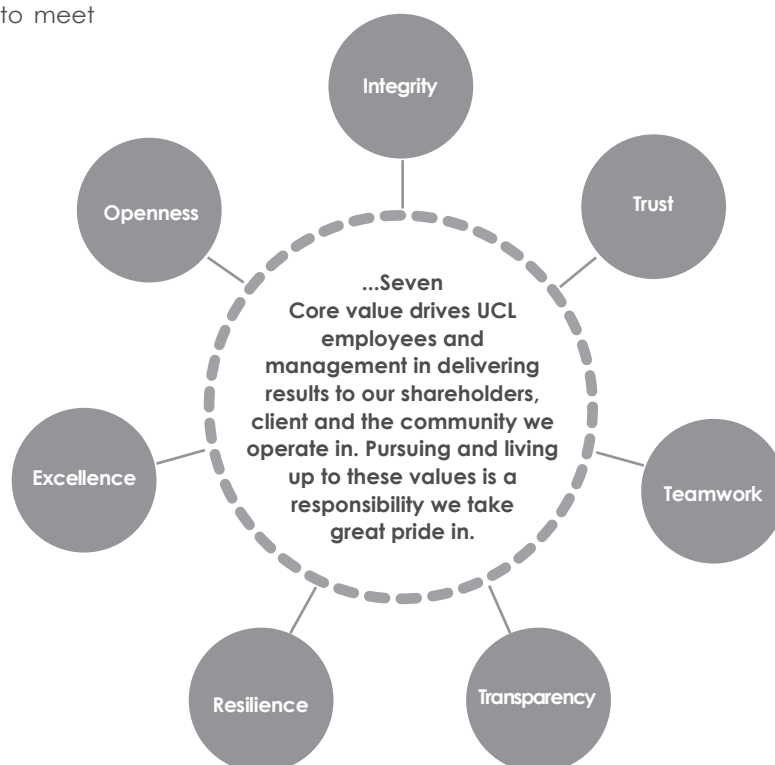 to meet
Integrity
Trust
Openness
...Seven
Core value drives UCL
employees and
management in delivering
results to our shareholders,
client and the community we
operate in. Pursuing and living
up to these values is a
responsibility we take
great pride in.
Excellence
Teamwork
Resilience
Transparency